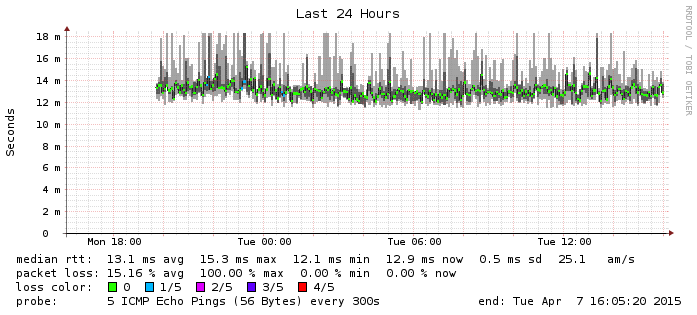 Last 24 Hours
RRDTOOL / TOBI OETIKER
Seconds
18 m
16 m
14 m
12 m
10 m
8 m
6 m
4 m
2 m
0
Mon 18:00 Tue 00:00 Tue 06:00 Tue 12:00
median rtt: 13.1 ms avg 15.3 ms max 12.1 ms min 12.9 ms now 0.5 ms sd 25.1 am/s
packet loss: 15.16 % avg 100.00 % max 0.00 % min 0.00 % now
loss color: 0 1/5 2/5 3/5 4/5
probe: 5 ICMP Echo Pings (56 Bytes) every 300s end: Tue Apr 7 16:05:20 2015